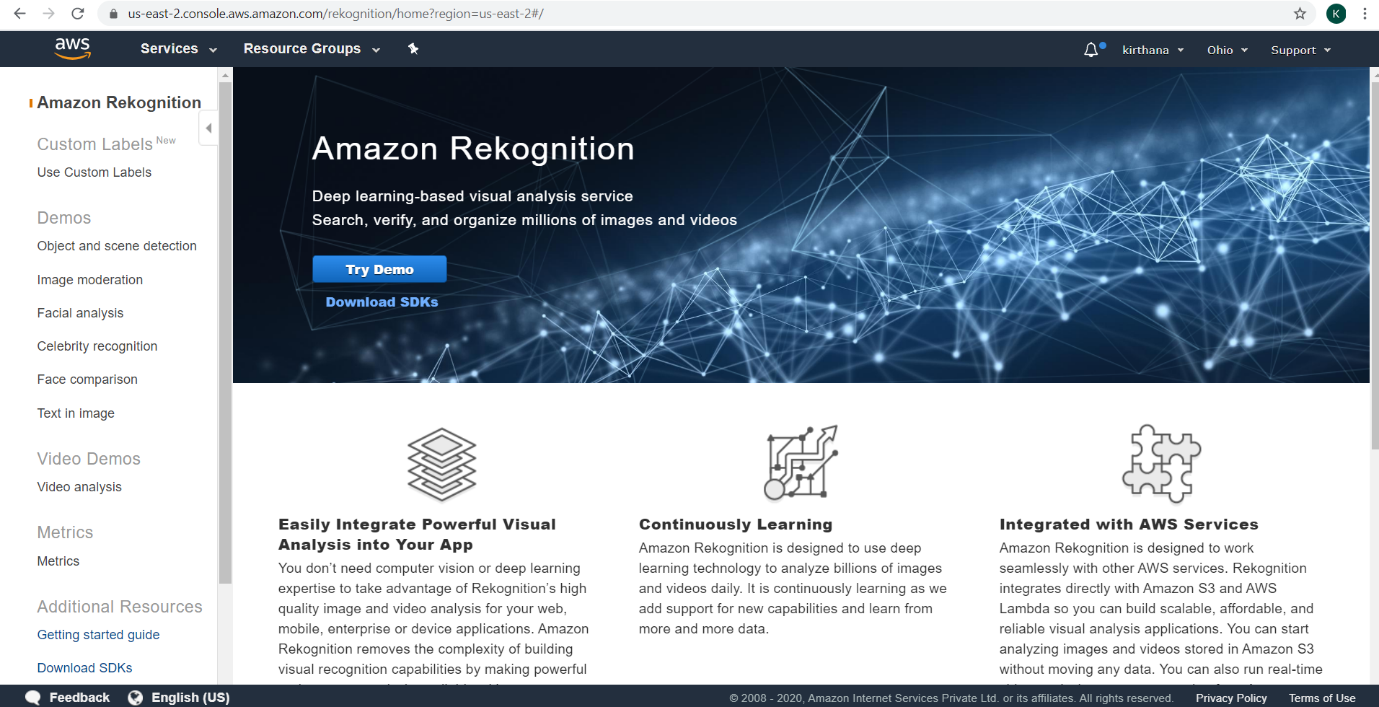 us-east-2.console.aws.amazon.com/rekognition/home?region=us-east-2#/
K
aws
Services
Resource Groups
kirthana
Ohio
Support
Amazon Rekognition
Custom Labels New
Use Custom Labels
Demos
Object and scene detection
Image moderation
Facial analysis
Celebrity recognition
Face comparison
Text in image
Video Demos
Video analysis
Metrics
Metrics
Additional Resources
Getting started guide
Download SDKs
Amazon Rekognition
Deep learning-based visual analysis service
Search, verify, and organize millions of images and videos
Try Demo
Download SDKs
Easily Integrate Powerful Visual
Analysis into Your App
You don't need computer vision or deep learning
expertise to take advantage of Rekognition's high
quality image and video analysis for your web,
mobile, enterprise or device applications. Amazon
Rekognition removes the complexity of building
visual recognition capabilities by making powerful
Continuously Learning
Amazon Rekognition is designed to use deep
learning technology to analyze billions of images
and videos daily. It is continuously learning as we
add support for new capabilities and learn from
more and more data.
Integrated with AWS Services
Amazon Rekognition is designed to work
seamlessly with other AWS services. Rekognition
integrates directly with Amazon S3 and AWS
Lambda so you can build scalable, affordable, and
reliable visual analysis applications. You can start
analyzing images and videos stored in Amazon S3
without moving any data. You can also run real-time
Feedback
English (US)
© 2008 - 2020, Amazon Internet Services Private Ltd. or its affiliates. All rights reserved.
Privacy Policy
Terms of Use